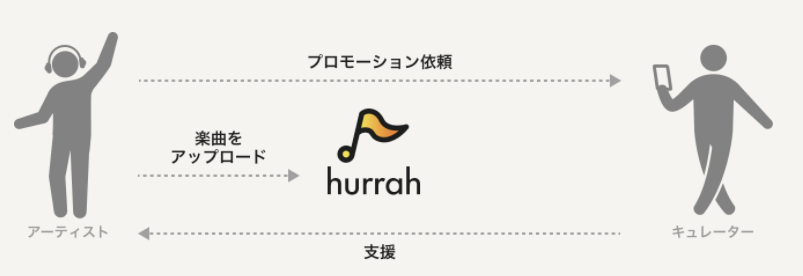 プロモーション依頼
楽曲を
アップロード
hurrah
アーティスト
キュレーター
支援